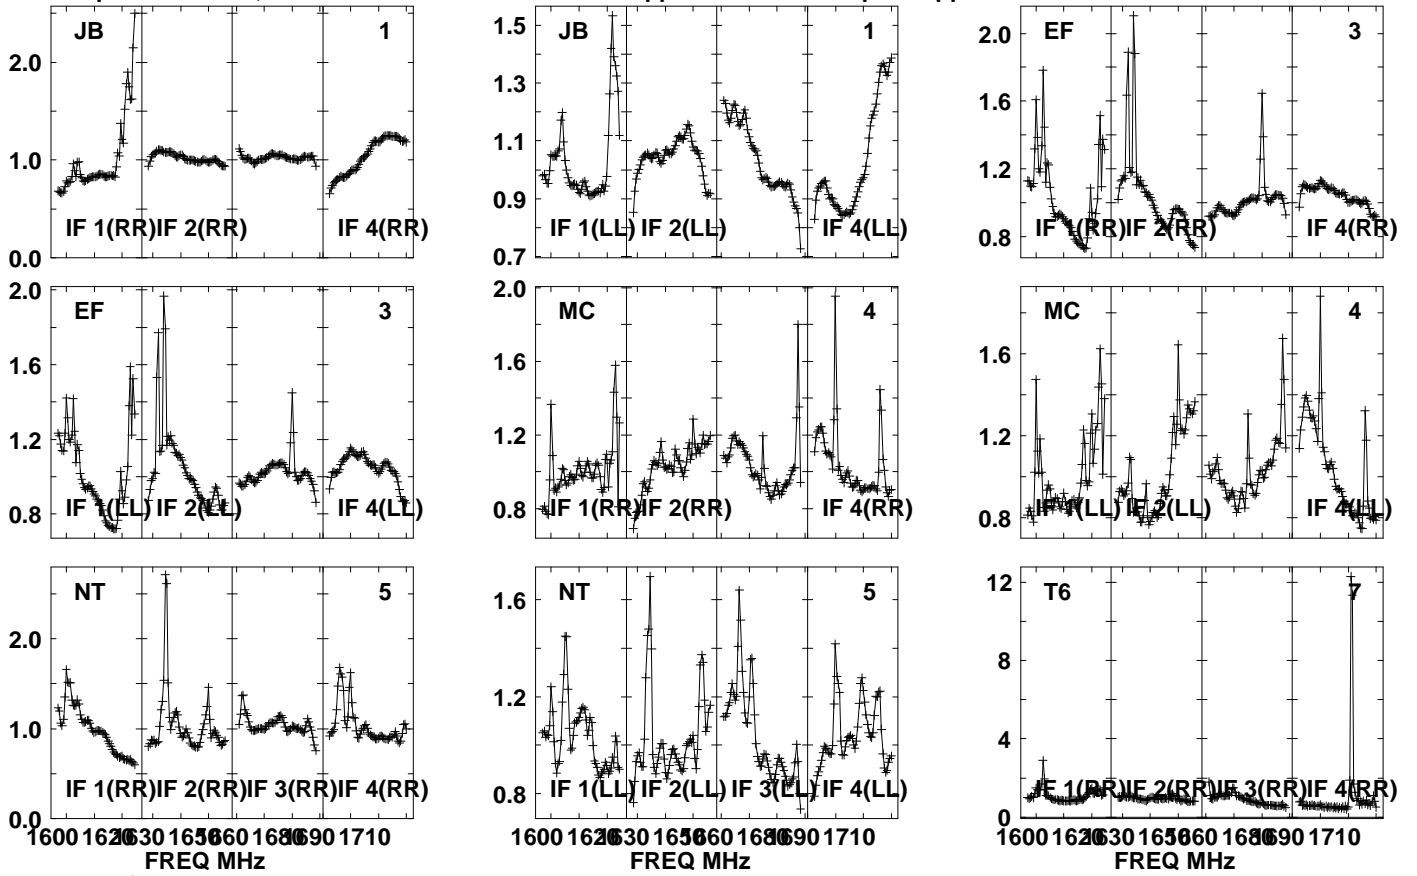 JB 1
2.0
1.0
0.0
IF 1(RR) IF 2(RR) IF 4(RR)
JB 1
1.5
1.3
1.1
0.9
0.7
IF 1(LL) IF 2(LL) IF 4(LL)
EF 3
2.0
1.6
1.2
0.8
IF 1(RR) IF 2(RR) IF 4(RR)
EF 3
2.0
1.6
1.2
0.8
IF 1(LL) IF 2(LL) IF 4(LL)
MC 4
2.0
1.6
1.2
0.8
IF 1(RR) IF 2(RR) IF 4(RR)
MC 4
1.6
1.2
0.8
IF 1(LL) IF 2(LL) IF 4(LL)
NT 5
2.0
1.0
0.0
IF 1(RR) IF 2(RR) IF 3(RR) IF 4(RR)
1600 1620 1630 1650 1660 1680 1690 1710
FREQ MHz
NT 5
1.6
1.2
0.8
IF 1(LL) IF 2(LL) IF 3(LL) IF 4(LL)
1600 1620 1630 1650 1660 1680 1690 1710
FREQ MHz
T6 7
12
8
4
0
IF 1(RR) IF 2(RR) IF 3(RR) IF 4(RR)
1600 1620 1630 1650 1660 1680 1690 1710
FREQ MHz